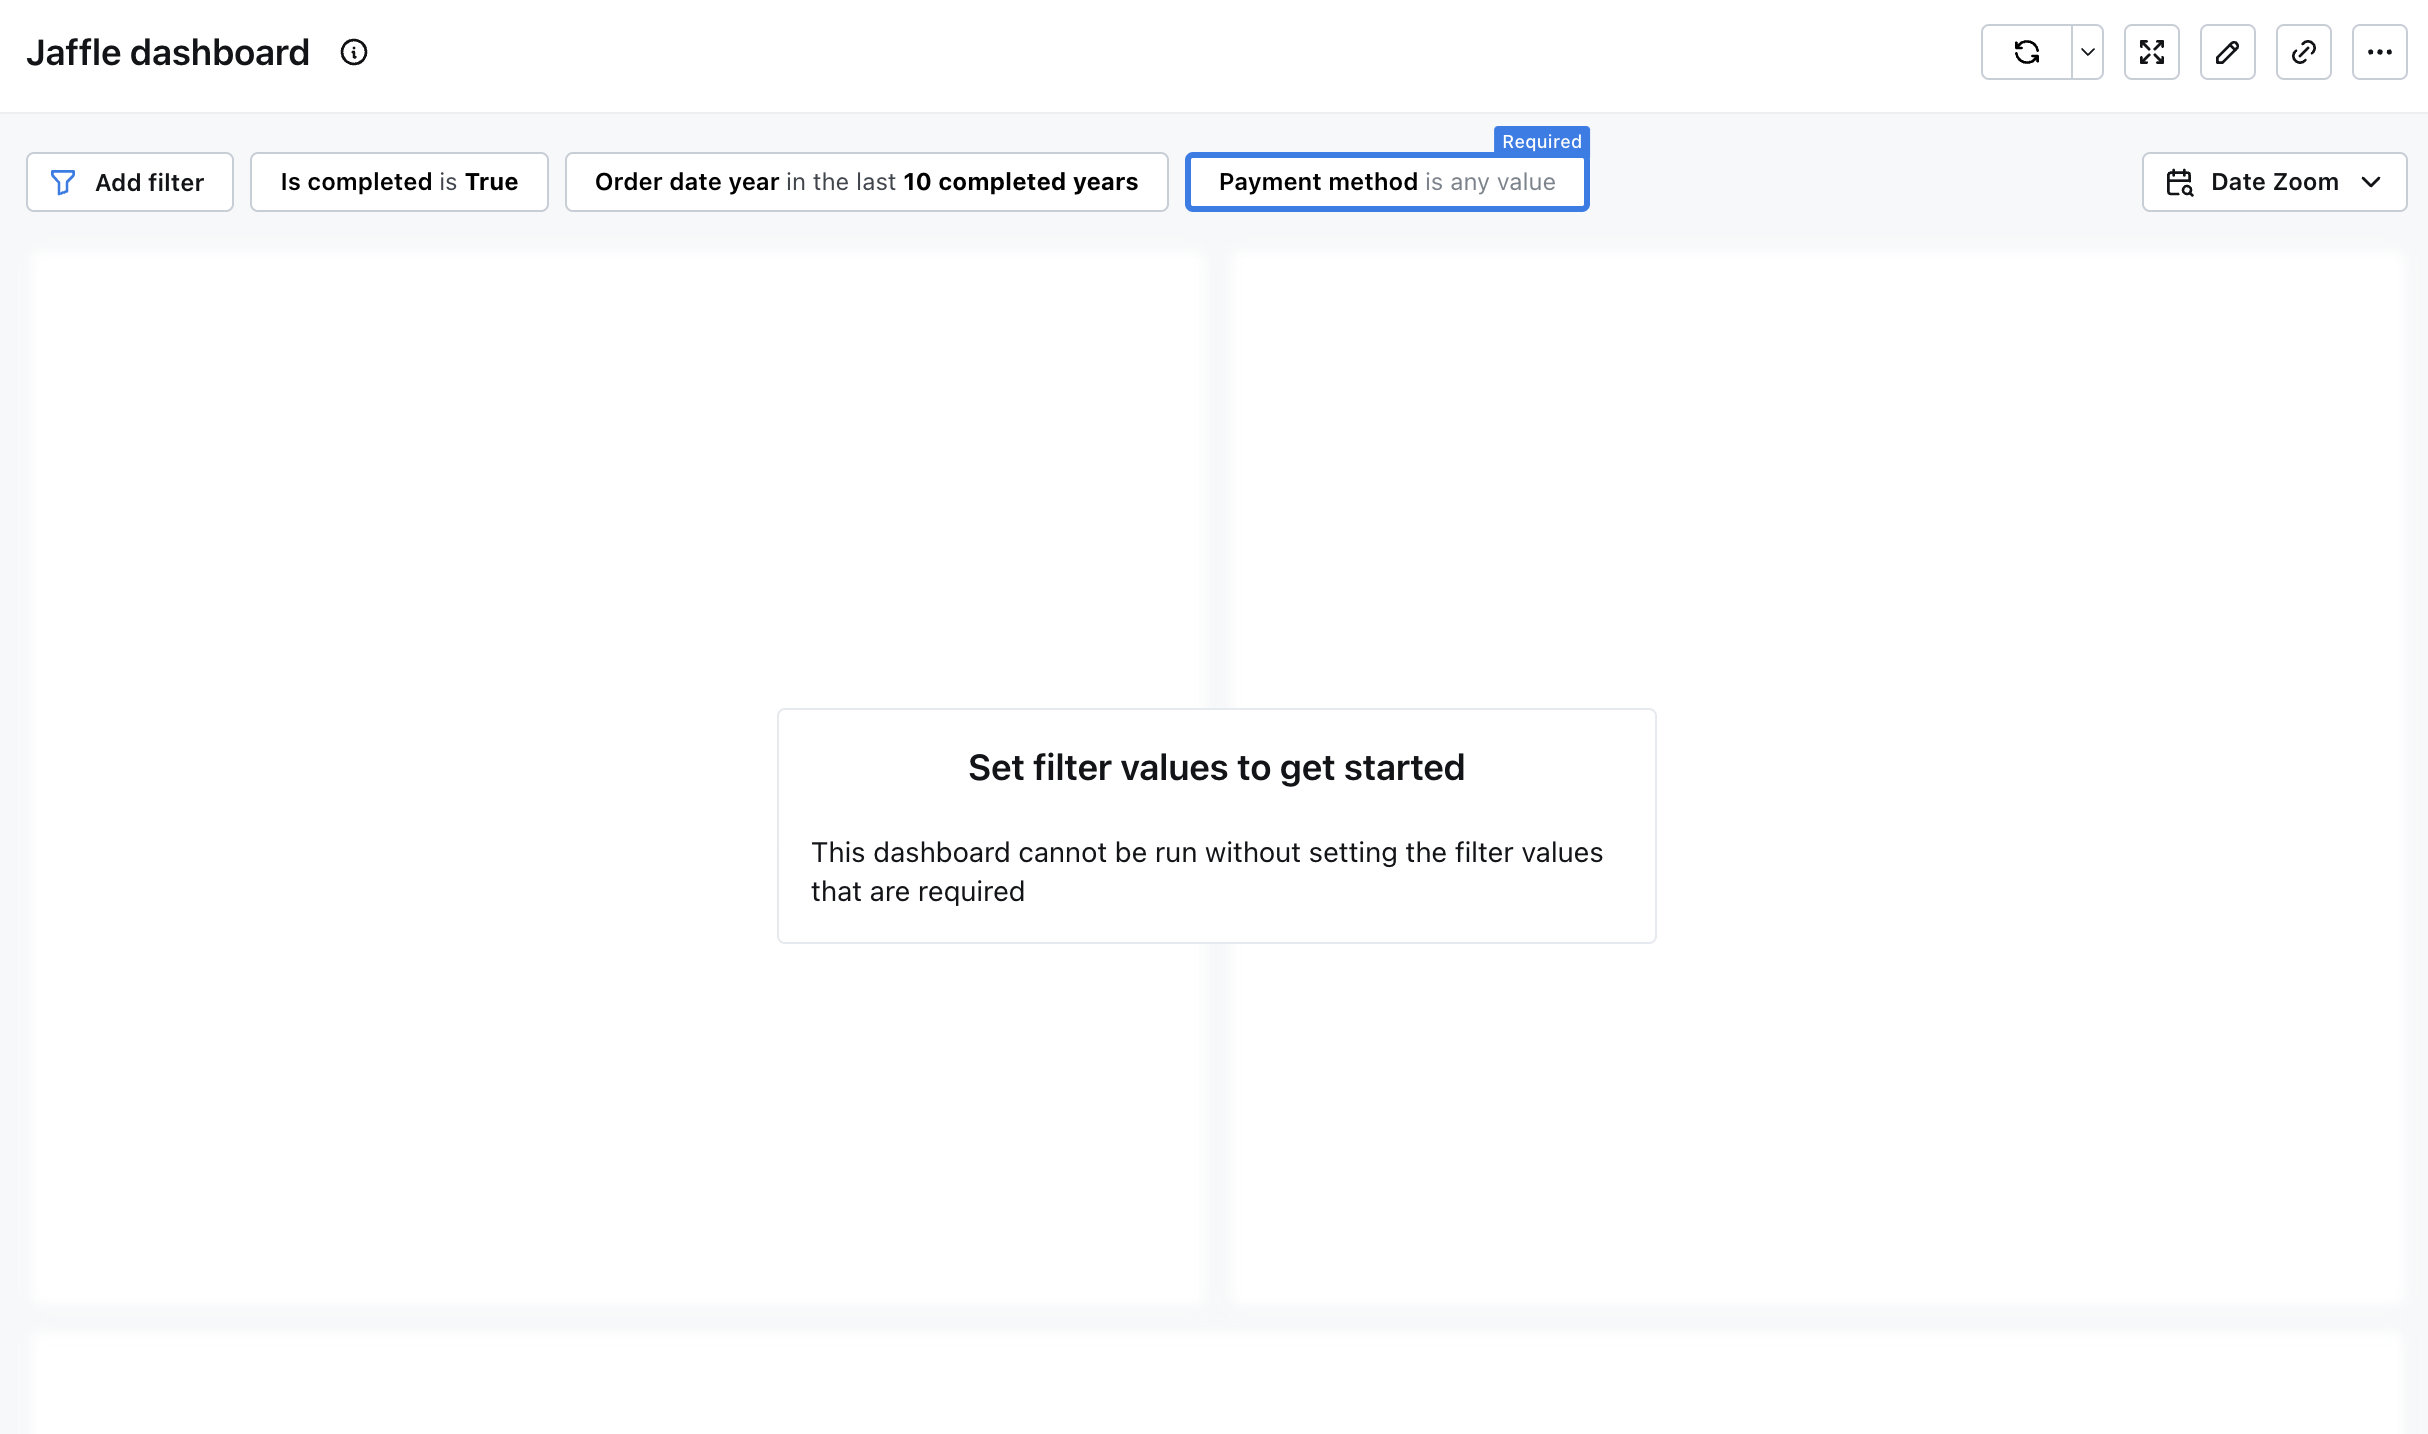 Jaffle dashboard
Required
Add filter
Is completed is True
Order date year in the last 10 completed years
Payment method is any value
Date Zoom
Set filter values to get started
This dashboard cannot be run without setting the filter values
that are required